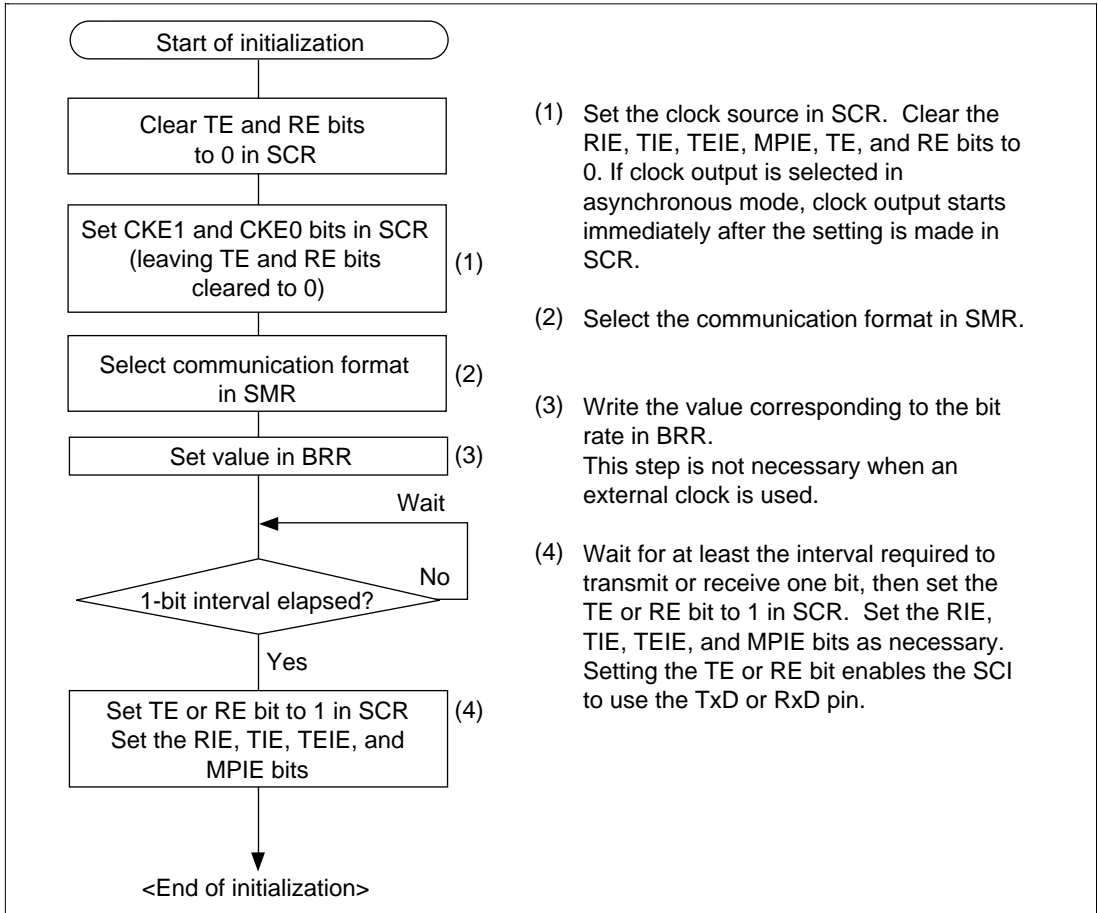 Start of initialization
Clear TE and RE bits
to 0 in SCR
Set CKE1 and CKE0 bits in SCR
(leaving TE and RE bits
cleared to 0)
(1)
Select communication format
in SMR
(2)
Set value in BRR
(3)
Wait
1-bit interval elapsed?
No
Yes
Set TE or RE bit to 1 in SCR
Set the RIE, TIE, TEIE, and
MPIE bits
(4)
<End of initialization>
(1) Set the clock source in SCR. Clear the
RIE, TIE, TEIE, MPIE, TE, and RE bits to
0. If clock output is selected in
asynchronous mode, clock output starts
immediately after the setting is made in
SCR.
(2) Select the communication format in SMR.
(3) Write the value corresponding to the bit
rate in BRR.
This step is not necessary when an
external clock is used.
(4) Wait for at least the interval required to
transmit or receive one bit, then set the
TE or RE bit to 1 in SCR. Set the RIE,
TIE, TEIE, and MPIE bits as necessary.
Setting the TE or RE bit enables the SCI
to use the TxD or RxD pin.